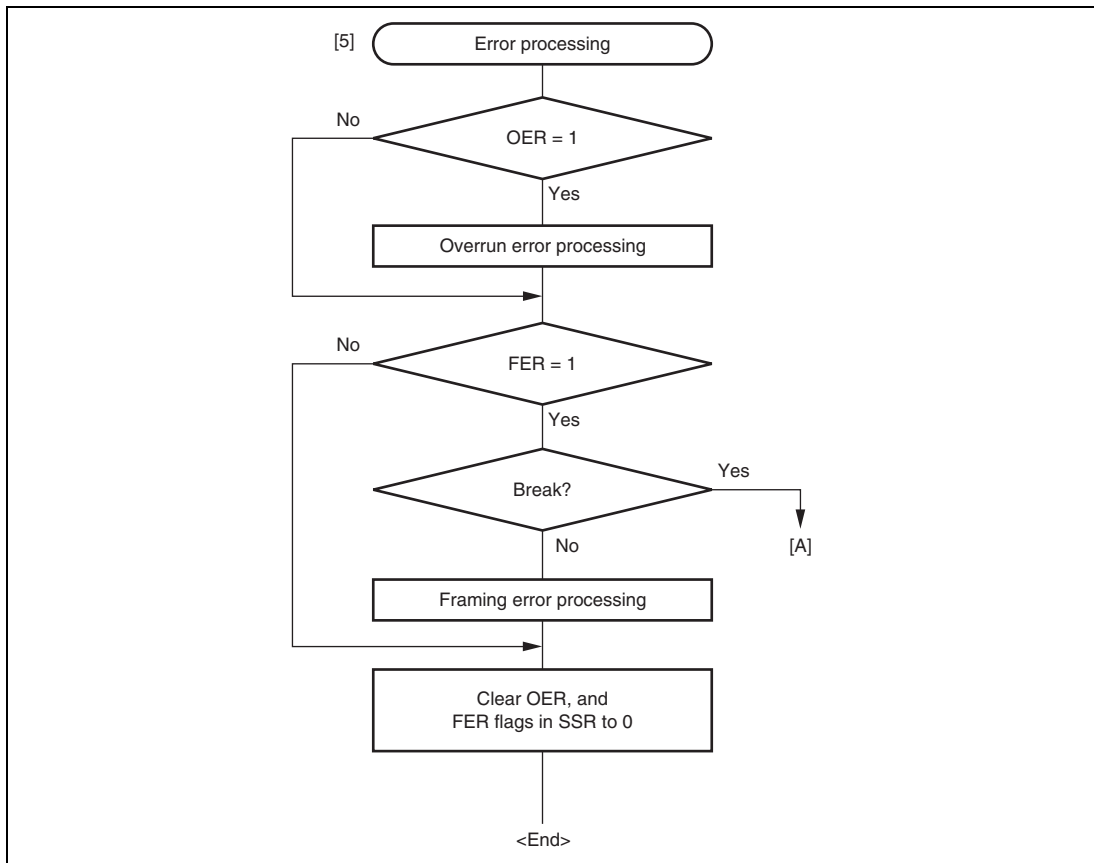 [5]
Error processing
No
OER = 1
Yes
Overrun error processing
No
FER = 1
Yes
Break?
Yes
No
[A]
Framing error processing
Clear OER, and
FER flags in SSR to 0
<End>